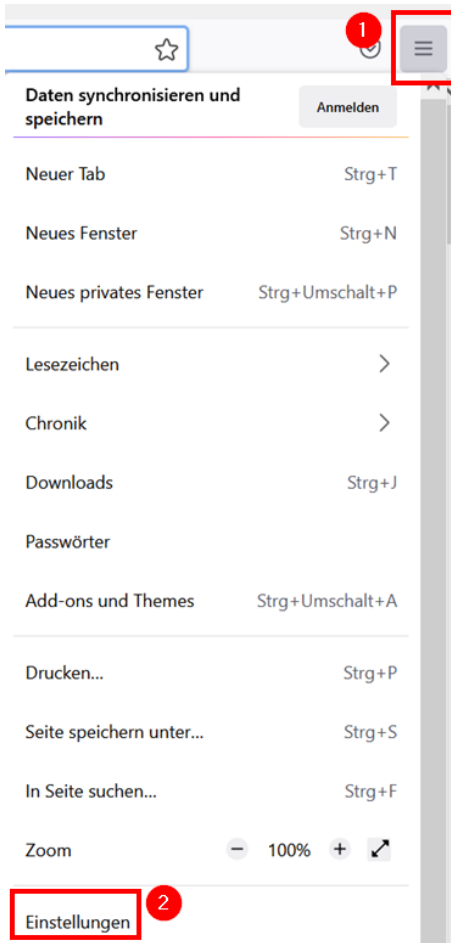 1
Daten synchronisieren und
speichern
Anmelden
Neuer Tab Strg+T
Neues Fenster Strg+N
Neues privates Fenster Strg+Umschalt+P
Lesezeichen
Chronik
Downloads Strg+J
Passwörter
Add-ons und Themes Strg+Umschalt+A
Drucken... Strg+P
Seite speichern unter... Strg+S
In Seite suchen... Strg+F
Zoom − 100% +
Einstellungen 2